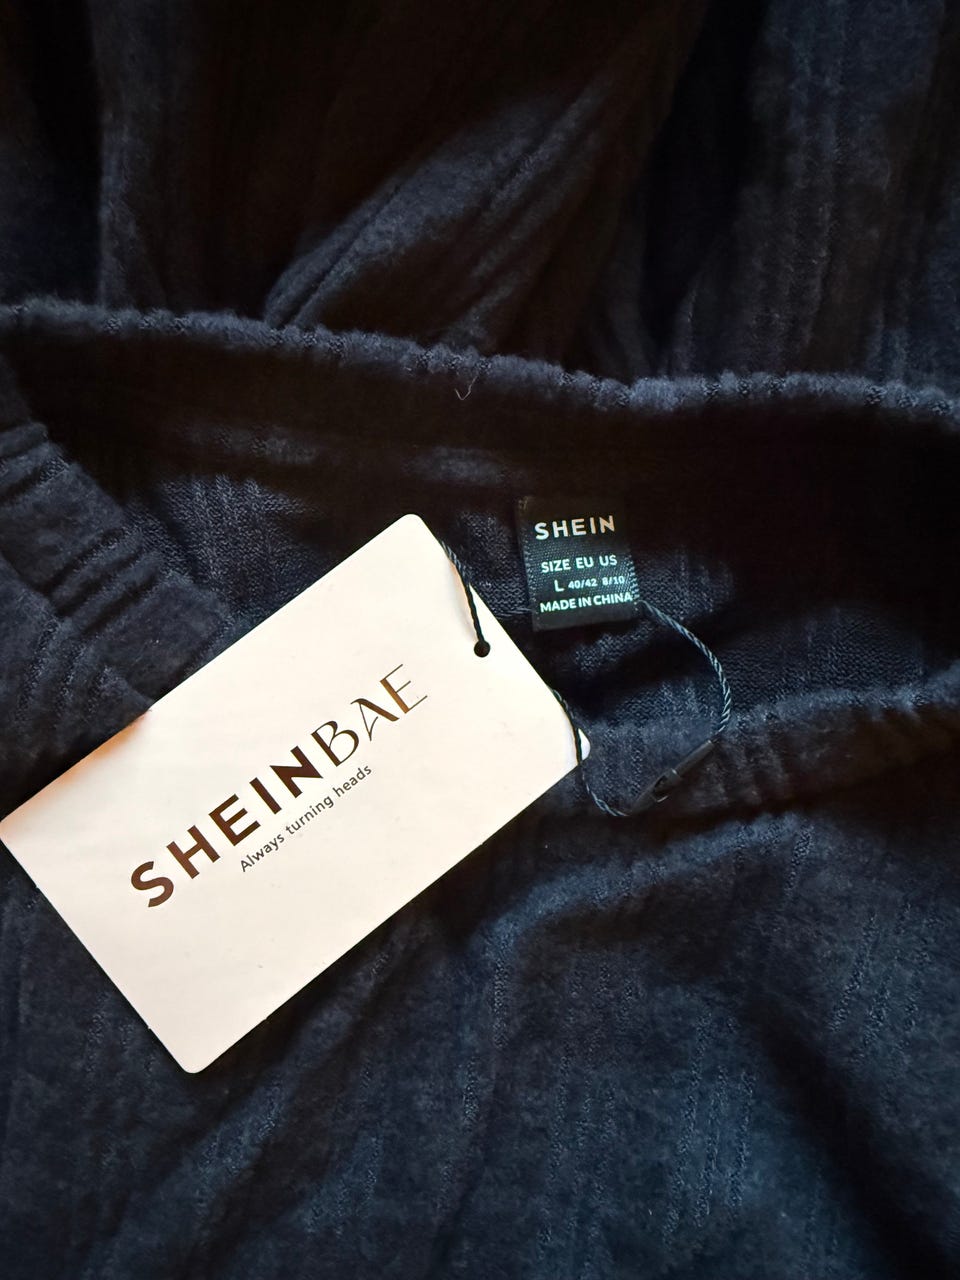 SHEIN
SIZE EU US
L 40/42 8/10
MADE IN CHINA
SHEINBAE
Always turning heads